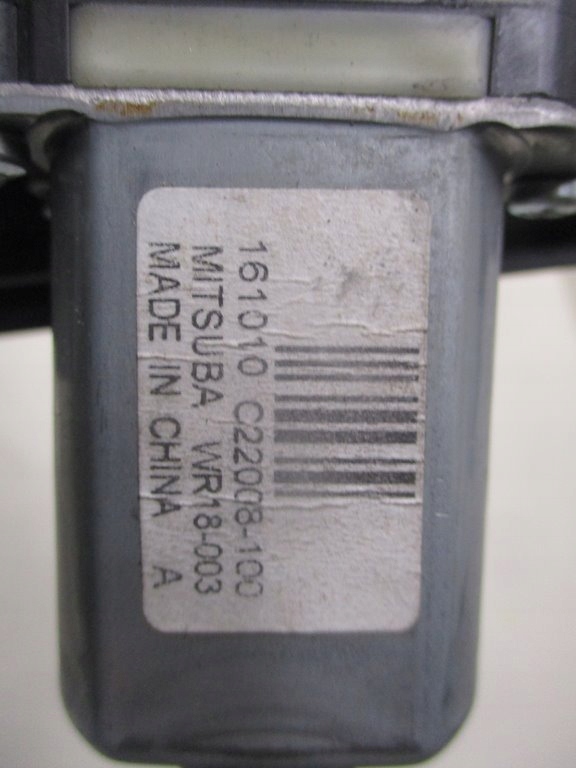 161010 C22008-100
MITSUBA WR18-003
MADE IN CHINA A